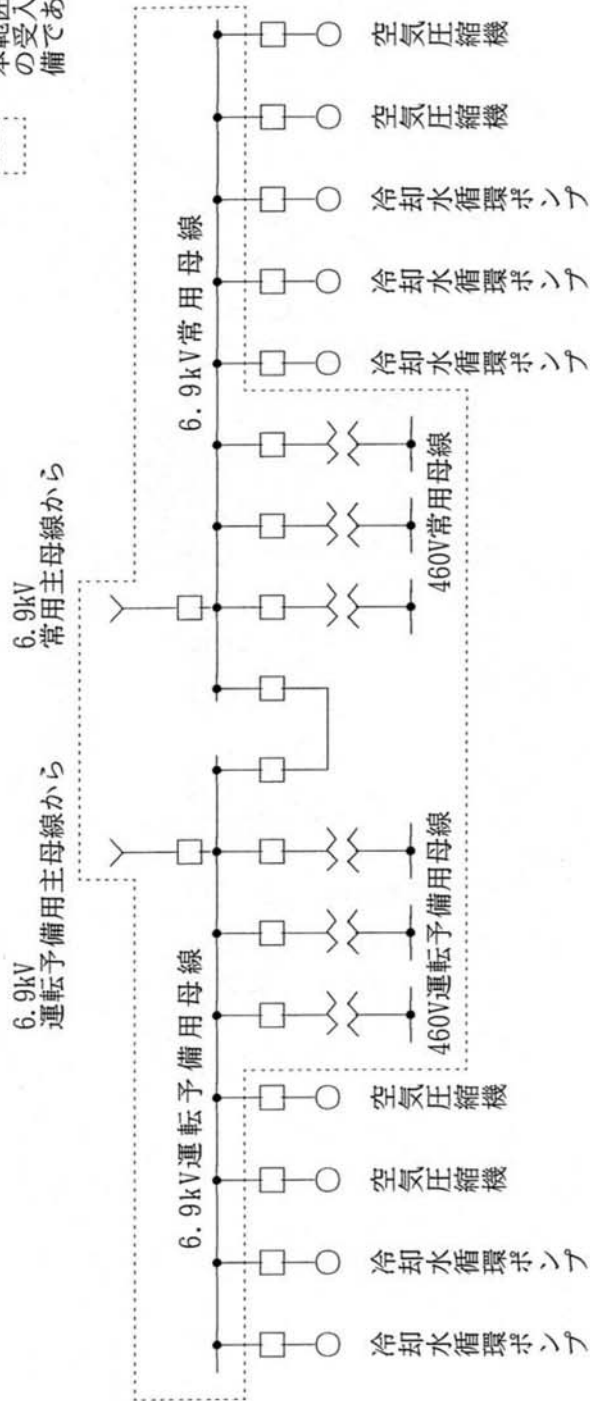 本範囲
の受入
備であ
6.9kV
運転予備用主母線から
6.9kV
常用主母線から
6.9kV運転予備用母線
6.9kV常用母線
460V運転予備用母線
460V常用母線
冷却水循環ポンプ
冷却水循環ポンプ
空気圧縮機
空気圧縮機
冷却水循環ポンプ
冷却水循環ポンプ
冷却水循環ポンプ
空気圧縮機
空気圧縮機